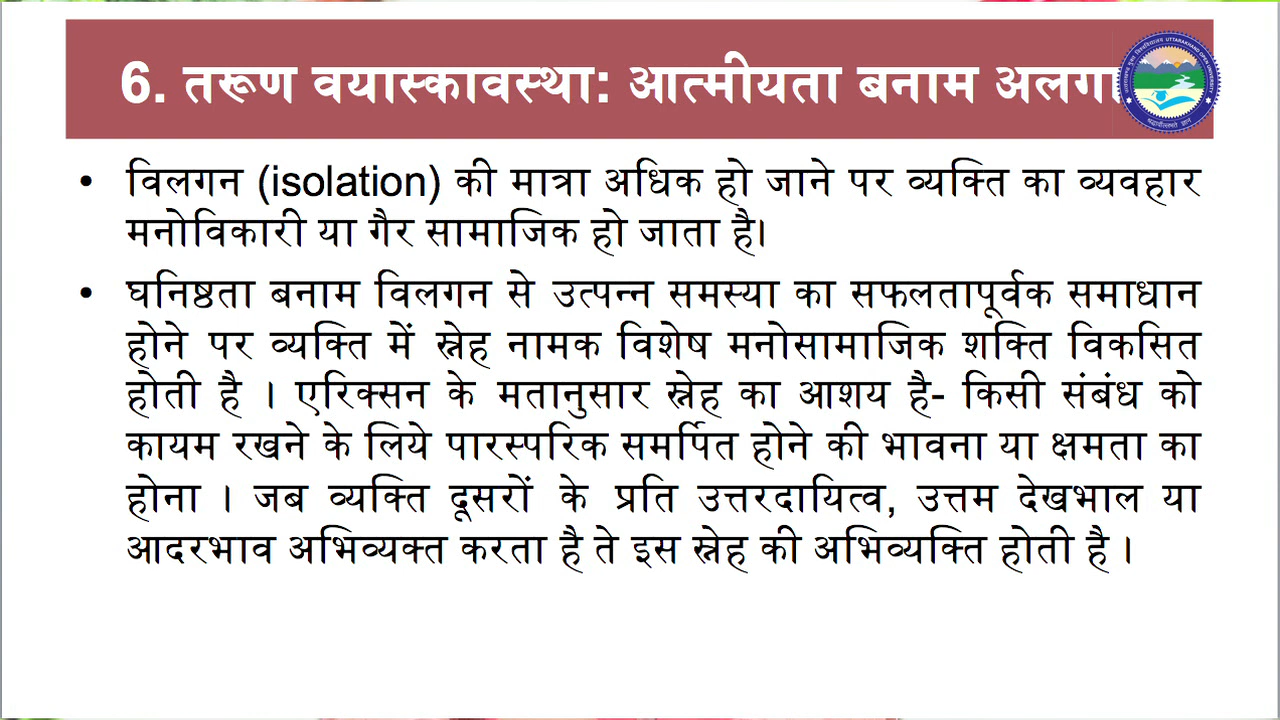 6. तरूण वयास्कावस्था: आत्मीयता बनाम
• विलगन (isolation) की मात्रा अधिक हो जाने पर व्यक्ति का व्यवहार
मनोविकारी या गैर सामाजिक हो जाता है।
• घनिष्ठता बनाम विलगन से उत्पन्न समस्या का सफलतापूर्वक समाधान
होने पर व्यक्ति में स्नेह नामक विशेष मनोसामाजिक शक्ति विकसित
होती है । एरिक्सन के मतानुसार स्नेह का आशय है- किसी संबंध को
कायम रखने के लिये पारस्परिक समर्पित होने की भावना या क्षमता का
होना । जब व्यक्ति दूसरों के प्रति उत्तरदायित्व, उत्तम देखभाल या
आदरभाव अभिव्यक्त करता है ते इस स्नेह की अभिव्यक्ति होती है ।
UTTARAKHAND OPEN UNIVERSITY